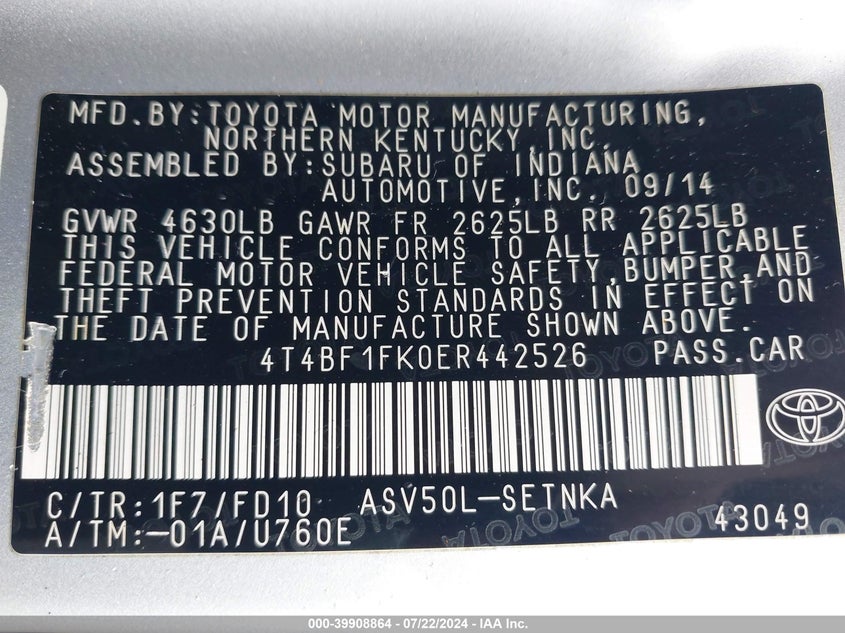 MFD.BY:TOYOTA MOTOR MANUFACTURING,
NORTHERN KENTUCKY,INC.
ASSEMBLED BY:SUBARU OF INDIANA
AUTOMOTIVE,INC. 09/14
GVWR 4630LB GAWR FR 2625LB RR 2625LB
THIS VEHICLE CONFORMS TO ALL APPLICABLE
FEDERAL MOTOR VEHICLE SAFETY,BUMPER,AND
THEFT PREVENTION STANDARDS IN EFFECT ON
THE DATE OF MANUFACTURE SHOWN ABOVE.
4T4BF1FK0ER442526 PASS.CAR
C/TR:1F7/FD10 ASV50L-SETNKA
A/TM:-01A/U760E 43049
000-39908864 - 07/22/2024 - IAA Inc.